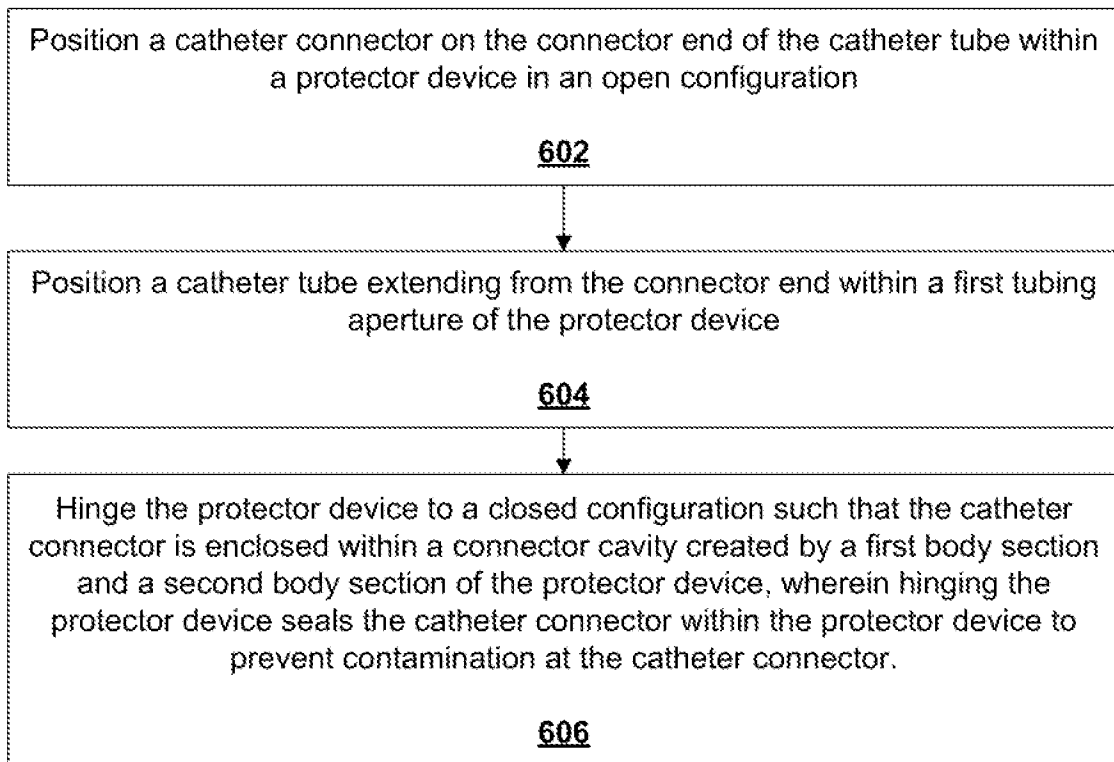 Position a catheter connector on the connector end of the catheter tube within
a protector device in an open configuration
602
Position a catheter tube extending from the connector end within a first tubing
aperture of the protector device
604
Hinge the protector device to a closed configuration such that the catheter
connector is enclosed within a connector cavity created by a first body section
and a second body section of the protector device, wherein hinging the
protector device seals the catheter connector within the protector device to
prevent contamination at the catheter connector.
606